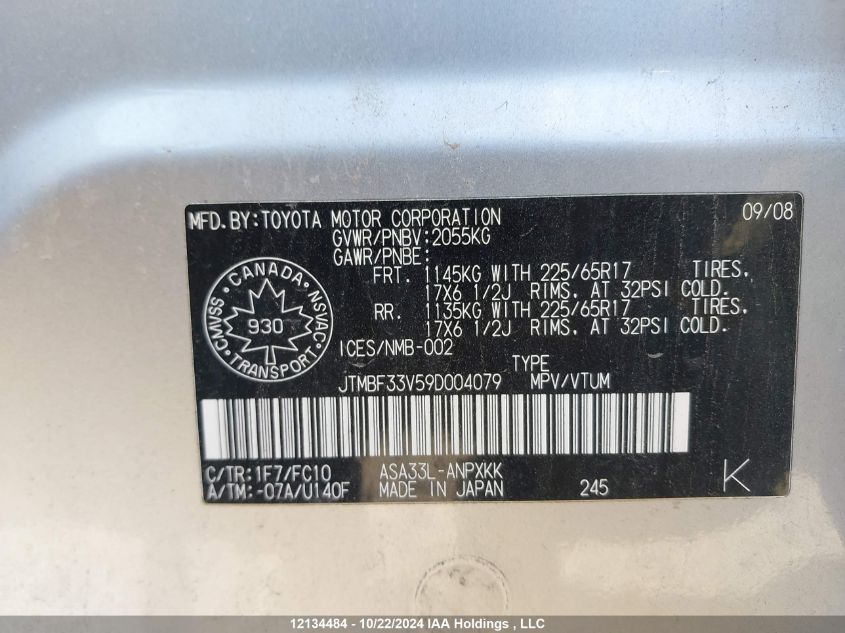 MFD.BY:TOYOTA MOTOR CORPORATION 09/08
GVWR/PNBV:2055KG
GAWR/PNBE:
FRT. 1145KG WITH 225/65R17 TIRES,
17X6 1/2J RIMS, AT 32PSI COLD.
RR. 1135KG WITH 225/65R17 TIRES,
17X6 1/2J RIMS, AT 32PSI COLD.
ICES/NMB-002
CMVSS • CANADA • NSVAC • TRANSPORT •
930
TYPE
JTMBF33V59D004079 MPV/VTUM
C/TR:1F7/FC10 ASA33L-ANPXKK
A/TM:-07A/U140F MADE IN JAPAN 245 K
12134484 - 10/22/2024 IAA Holdings , LLC